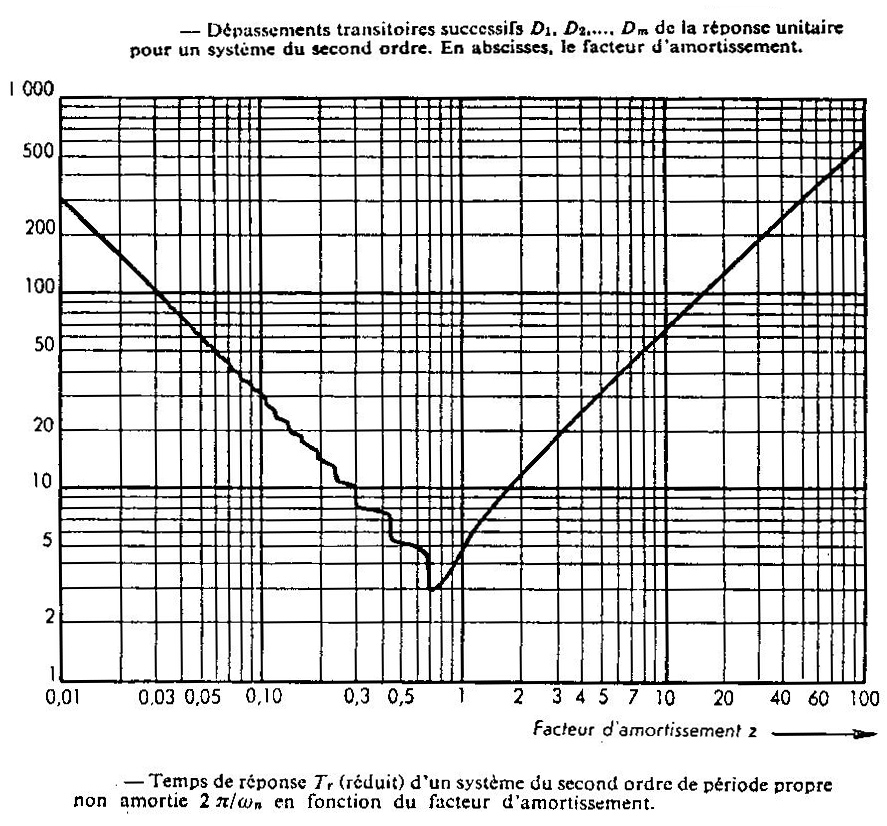 — Dépassements transitoires successifs D₁, D₂,..., Dₘ de la réponse unitaire
pour un système du second ordre. En abscisses, le facteur d'amortissement.
1 000
500
200
100
50
20
10
5
2
1
0,01 0,03 0,05 0,10 0,3 0,5 1 2 3 4 5 7 10 20 40 60 100
Facteur d'amortissement z
— Temps de réponse Tᵣ (réduit) d'un système du second ordre de période propre
non amortie 2 π/ωₙ en fonction du facteur d'amortissement.